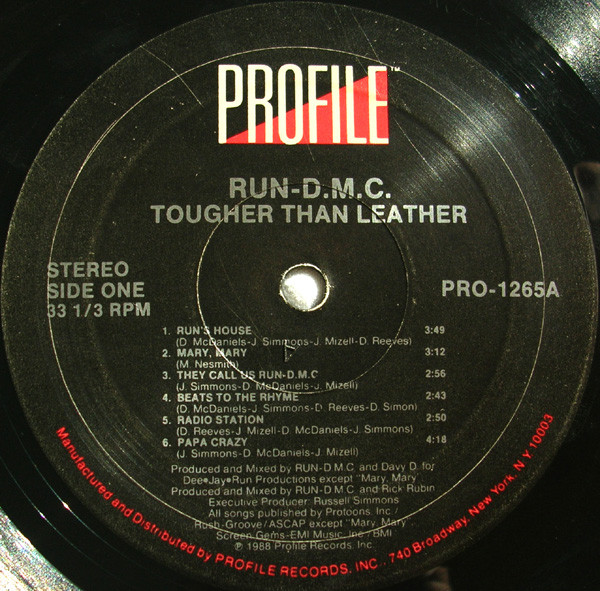 PROFILE™
RUN-D.M.C.
TOUGHER THAN LEATHER
STEREO
SIDE ONE
33 1/3 RPM
PRO-1265A
1. RUN'S HOUSE 3:49
(D. McDaniels-J. Simmons-J. Mizell-D. Reeves)
2. MARY, MARY 3:12
(M. Nesmith)
3. THEY CALL US RUN-D.M.C. 2:56
(J. Simmons-D. McDaniels-J. Mizell)
4. BEATS TO THE RHYME 2:43
(D. McDaniels-J. Simmons-D. Reeves-D. Simon)
5. RADIO STATION 2:50
(D. Reeves-J. Mizell-D. McDaniels-J. Simmons)
6. PAPA CRAZY 4:18
(J. Simmons-D. McDaniels-J. Mizell)
Produced and Mixed by RUN-D.M.C. and Davy D. for
Dee●Jay●Run Productions except "Mary, Mary"
Produced and Mixed by RUN-D.M.C. and Rick Rubin
Executive Producer: Russell Simmons
All songs published by Protoons, Inc./
Rush-Groove/ASCAP except "Mary, Mary",
Screen Gems-EMI Music, Inc./BMI
℗ 1988 Profile Records, Inc.
Manufactured and Distributed by PROFILE RECORDS, INC., 740 Broadway, New York, N.Y. 10003